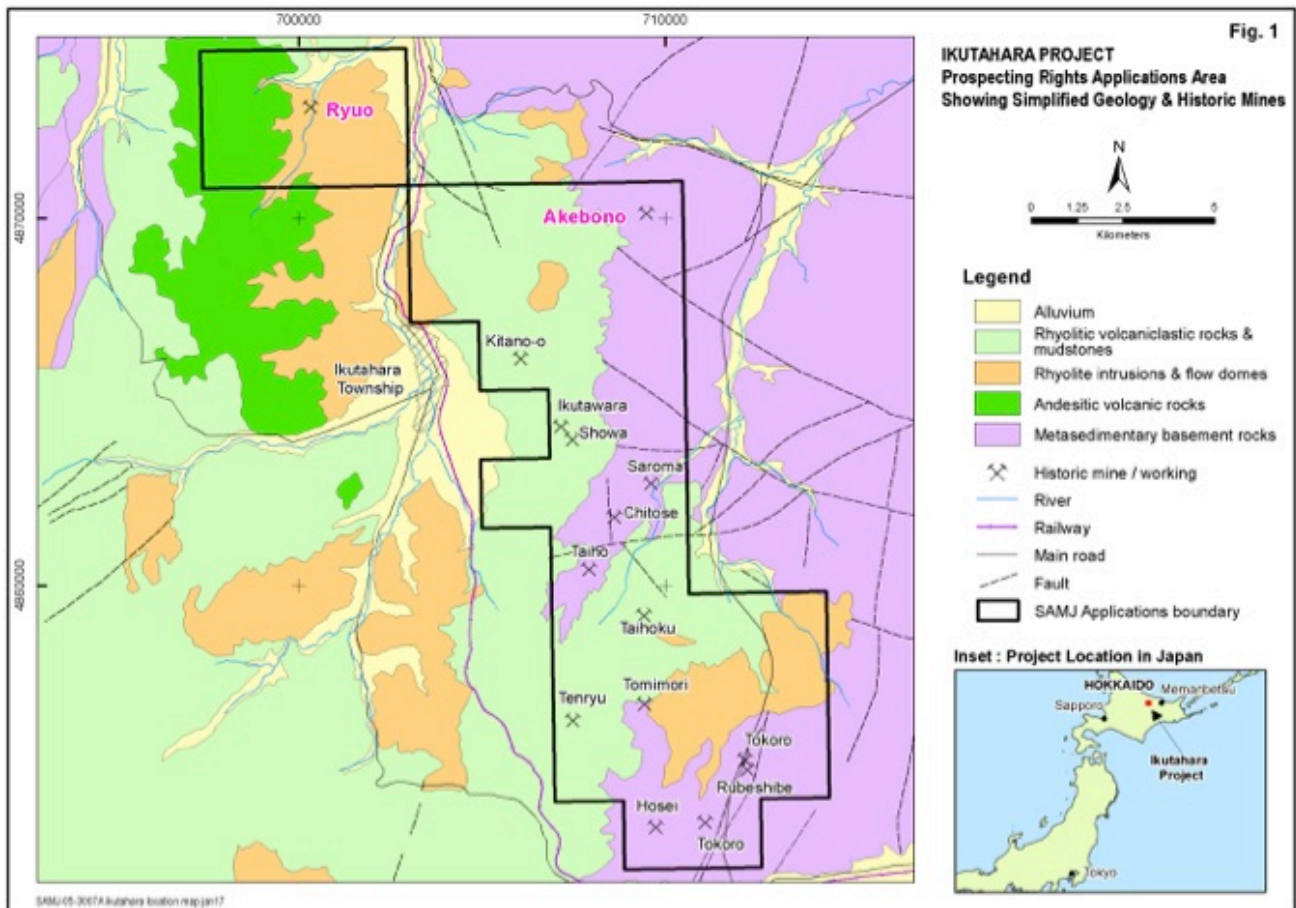 Fig. 1
IKUTAHARA PROJECT
Prospecting Rights Applications Area
Showing Simplified Geology & Historic Mines
N
0 1.25 2.5 5
Kilometers
700000 710000
4870000
4860000
Ryuo
Akebono
Kitano-o
Ikutahara
Township
Ikutawara
Showa
Saroma
Chitose
Taiho
Taihoku
Tomimori
Tenryu
Tokoro
Rubeshibe
Hosei
Tokoro
Legend
Alluvium
Rhyolitic volcaniclastic rocks &
mudstones
Rhyolite intrusions & flow domes
Andesitic volcanic rocks
Metasedimentary basement rocks
Historic mine / working
River
Railway
Main road
Fault
SAMJ Applications boundary
Inset : Project Location in Japan
HOKKAIDO
Memanbetsu
Sapporo
Ikutahara
Project
Tokyo